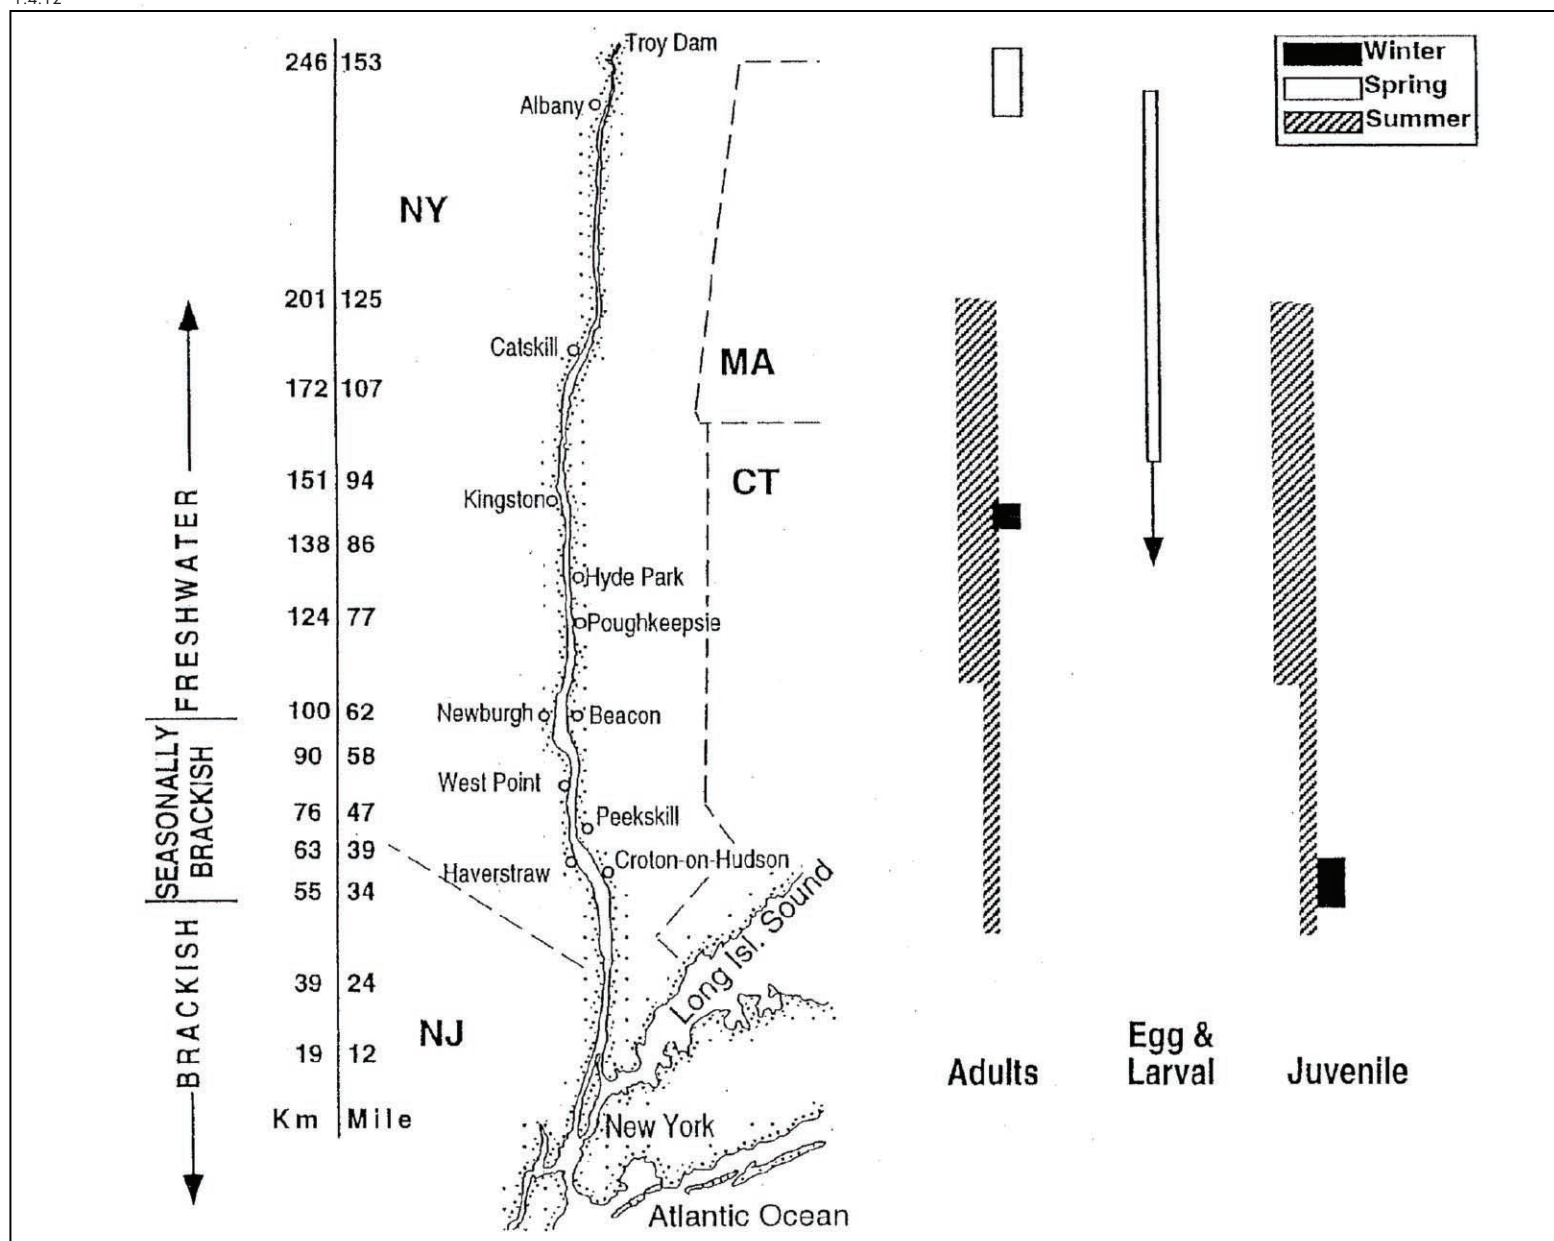 Troy Dam
246 153
Albany
NY
201 125
Catskill
MA
172 107
CT
151 94
Kingston
138 86
Hyde Park
124 77
Poughkeepsie
100 62
Newburgh
Beacon
90 58
West Point
76 47
Peekskill
63 39
Haverstraw
Croton-on-Hudson
55 34
Long Isl. Sound
39 24
NJ
19 12
Km Mile
New York
Atlantic Ocean
FRESHWATER
SEASONALLY
BRACKISH
BRACKISH
Winter
Spring
Summer
Adults
Egg &
Larval
Juvenile